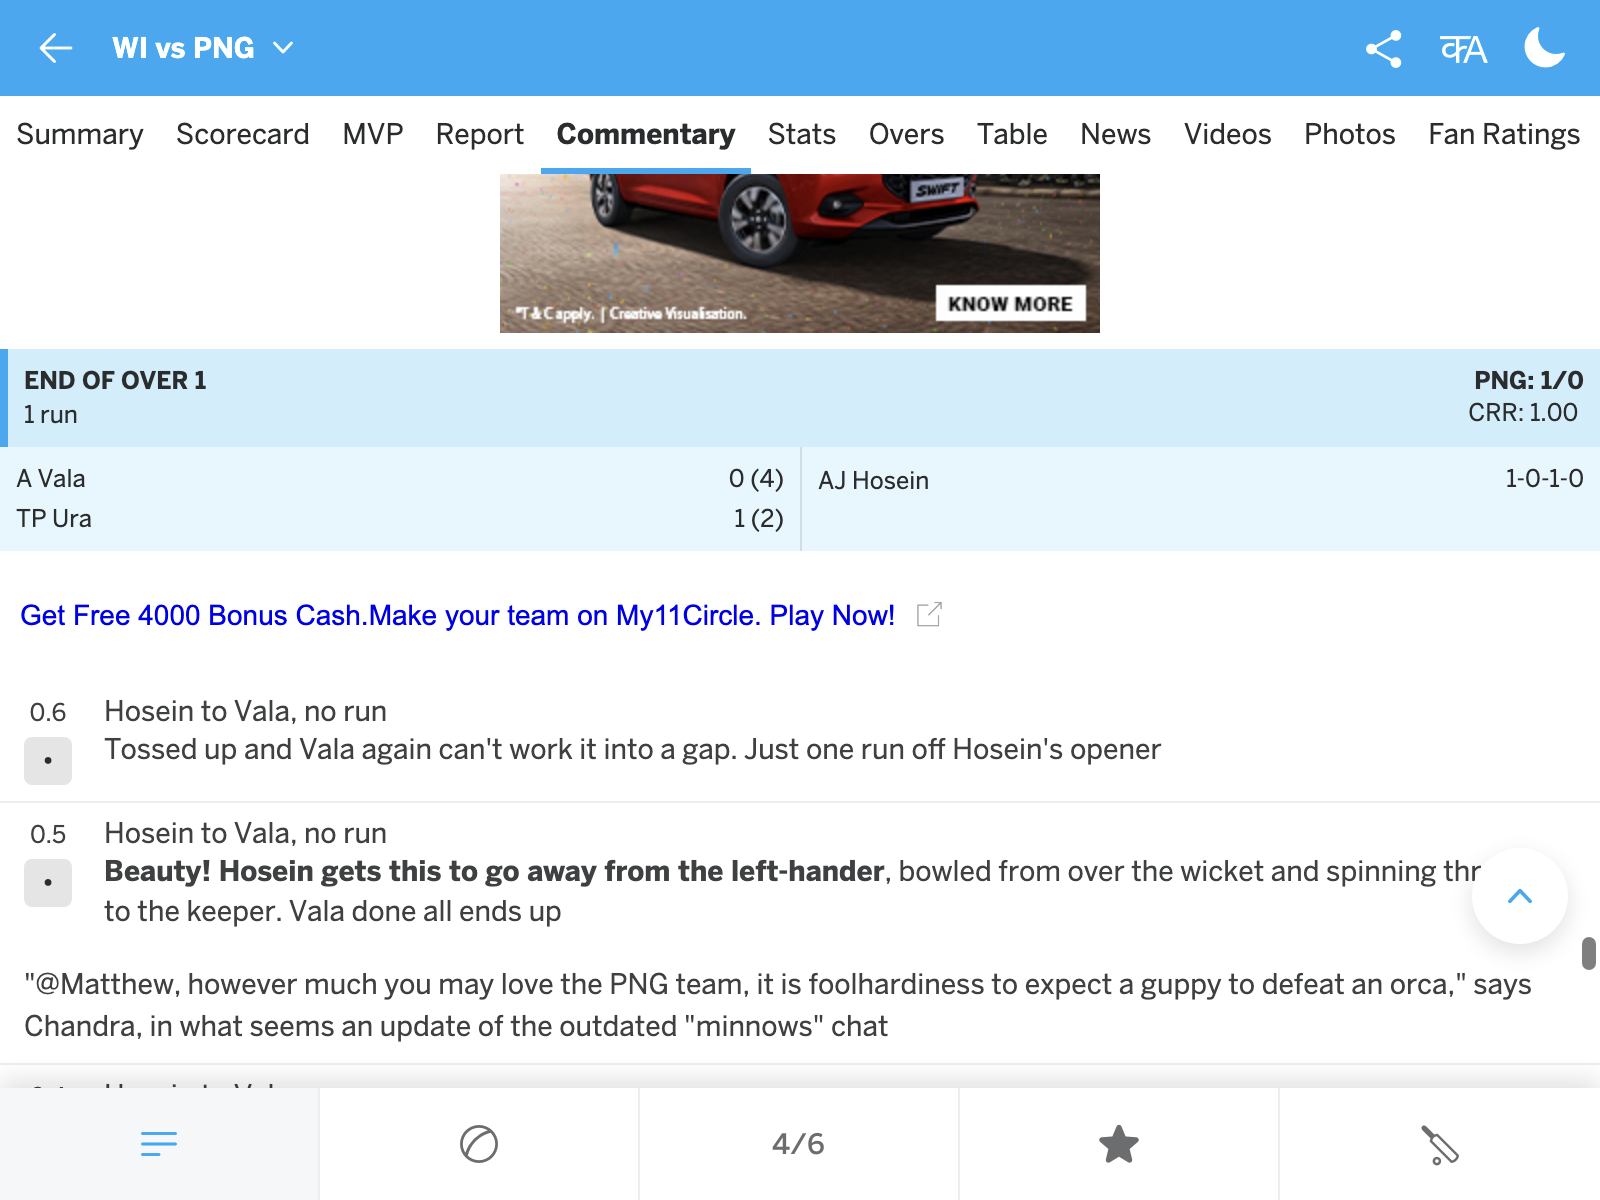 WI vs PNG
Summary Scorecard MVP Report Commentary Stats Overs Table News Videos Photos Fan Ratings
SWIFT
*T & C apply. | Creative Visualisation.
KNOW MORE
END OF OVER 1
1 run
PNG: 1/0
CRR: 1.00
A Vala 0 (4)
TP Ura 1 (2)
AJ Hosein 1-0-1-0
Get Free 4000 Bonus Cash.Make your team on My11Circle. Play Now!
0.6 Hosein to Vala, no run
•
Tossed up and Vala again can't work it into a gap. Just one run off Hosein's opener
0.5 Hosein to Vala, no run
•
Beauty! Hosein gets this to go away from the left-hander, bowled from over the wicket and spinning thr
to the keeper. Vala done all ends up
"@Matthew, however much you may love the PNG team, it is foolhardiness to expect a guppy to defeat an orca," says
Chandra, in what seems an update of the outdated "minnows" chat
4/6